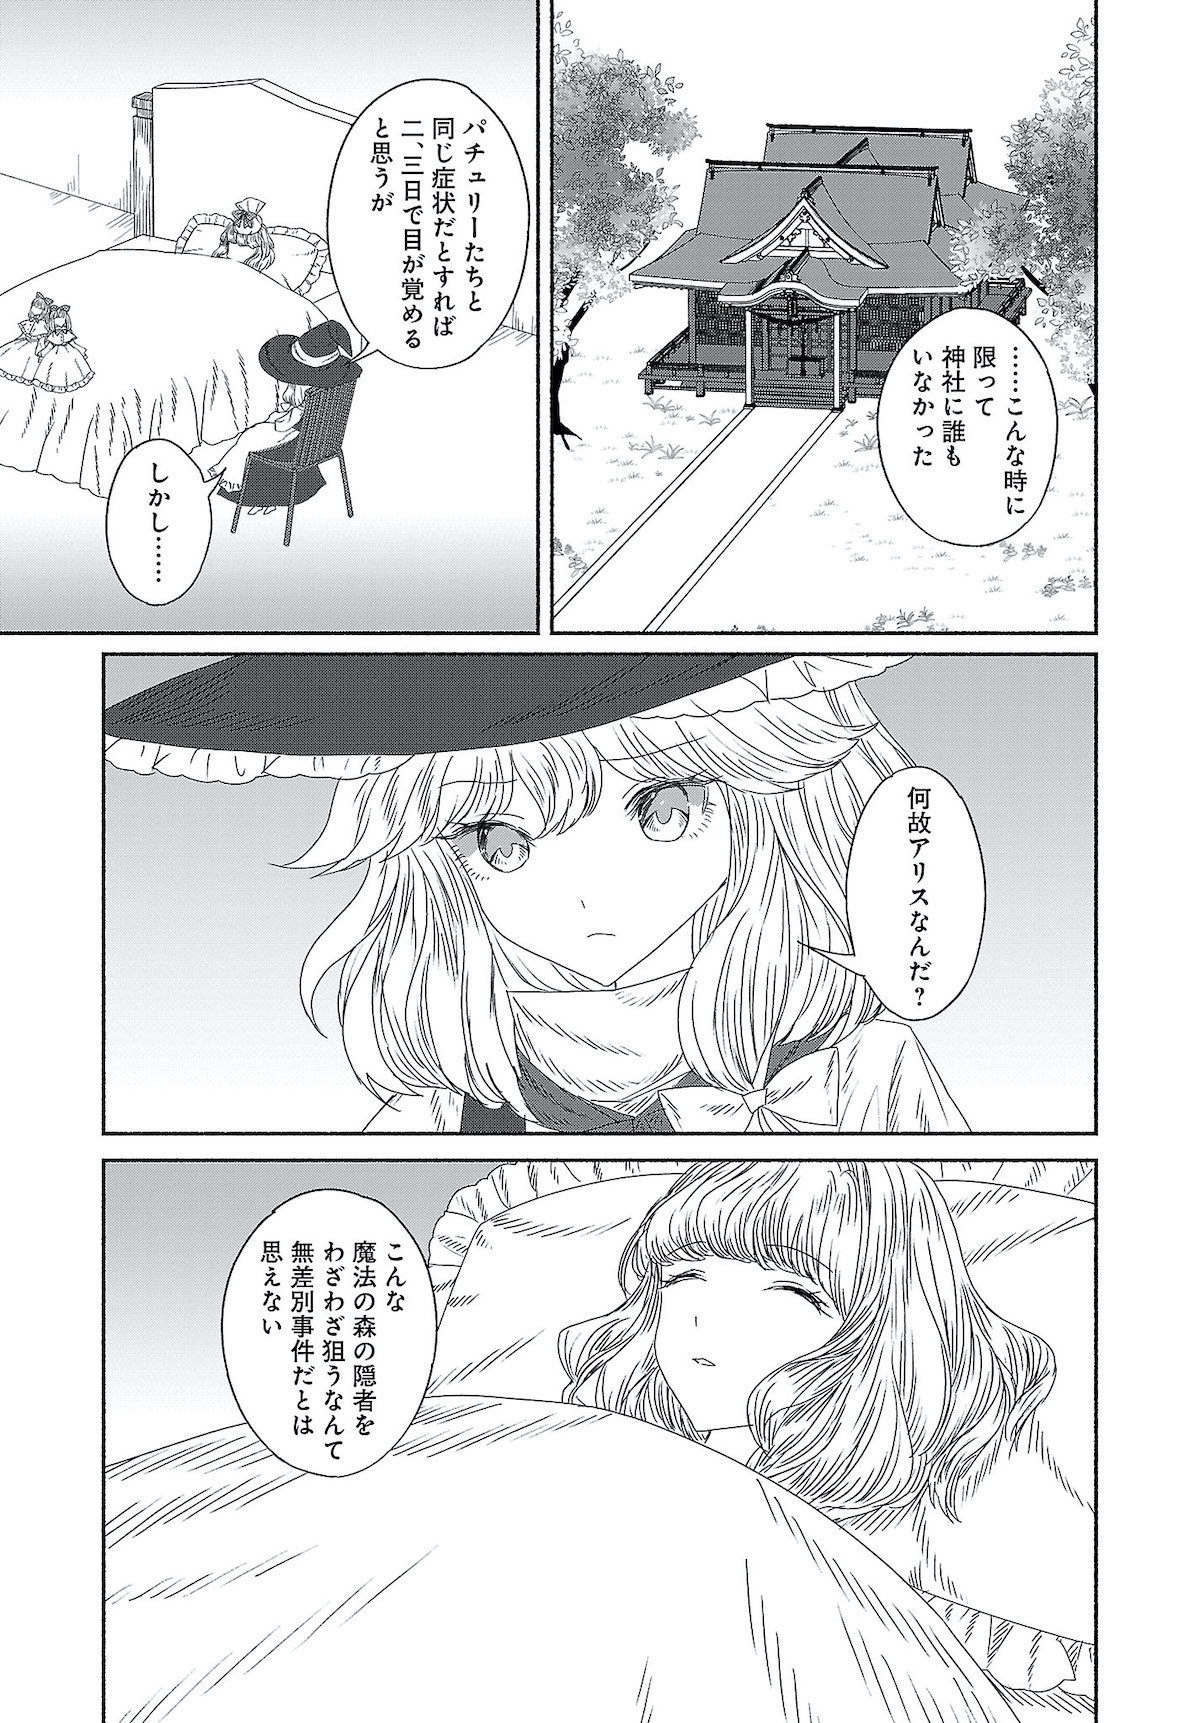 ……こんな時に
限って
神社に誰も
いなかった
パチュリーたちと
同じ症状だとすれば
二、三日で目が覚める
と思うが
しかし……
何故アリスなんだ？
こんな
魔法の森の隠者を
わざわざ狙うなんて
無差別事件だとは
思えない